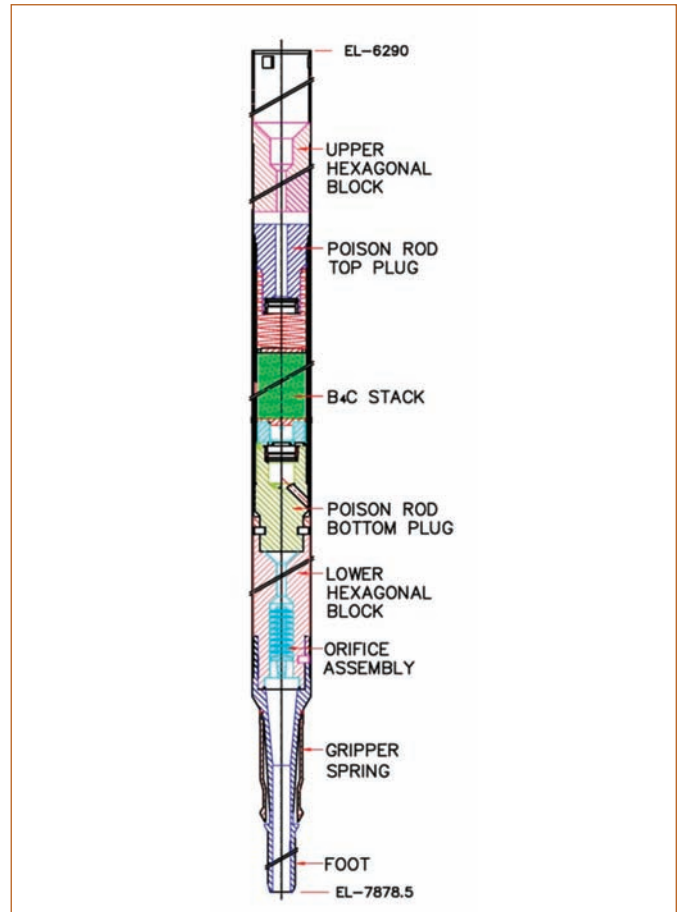 EL-6290
UPPER
HEXAGONAL
BLOCK
POISON ROD
TOP PLUG
B₄C STACK
POISON ROD
BOTTOM PLUG
LOWER
HEXAGONAL
BLOCK
ORIFICE
ASSEMBLY
GRIPPER
SPRING
FOOT
EL-7878.5